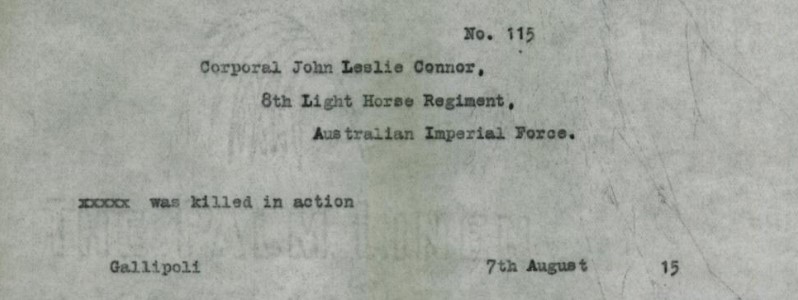 No. 115
Corporal John Leslie Connor,
8th Light Horse Regiment,
Australian Imperial Force.
xxxxx was killed in action
Gallipoli 7th August 15